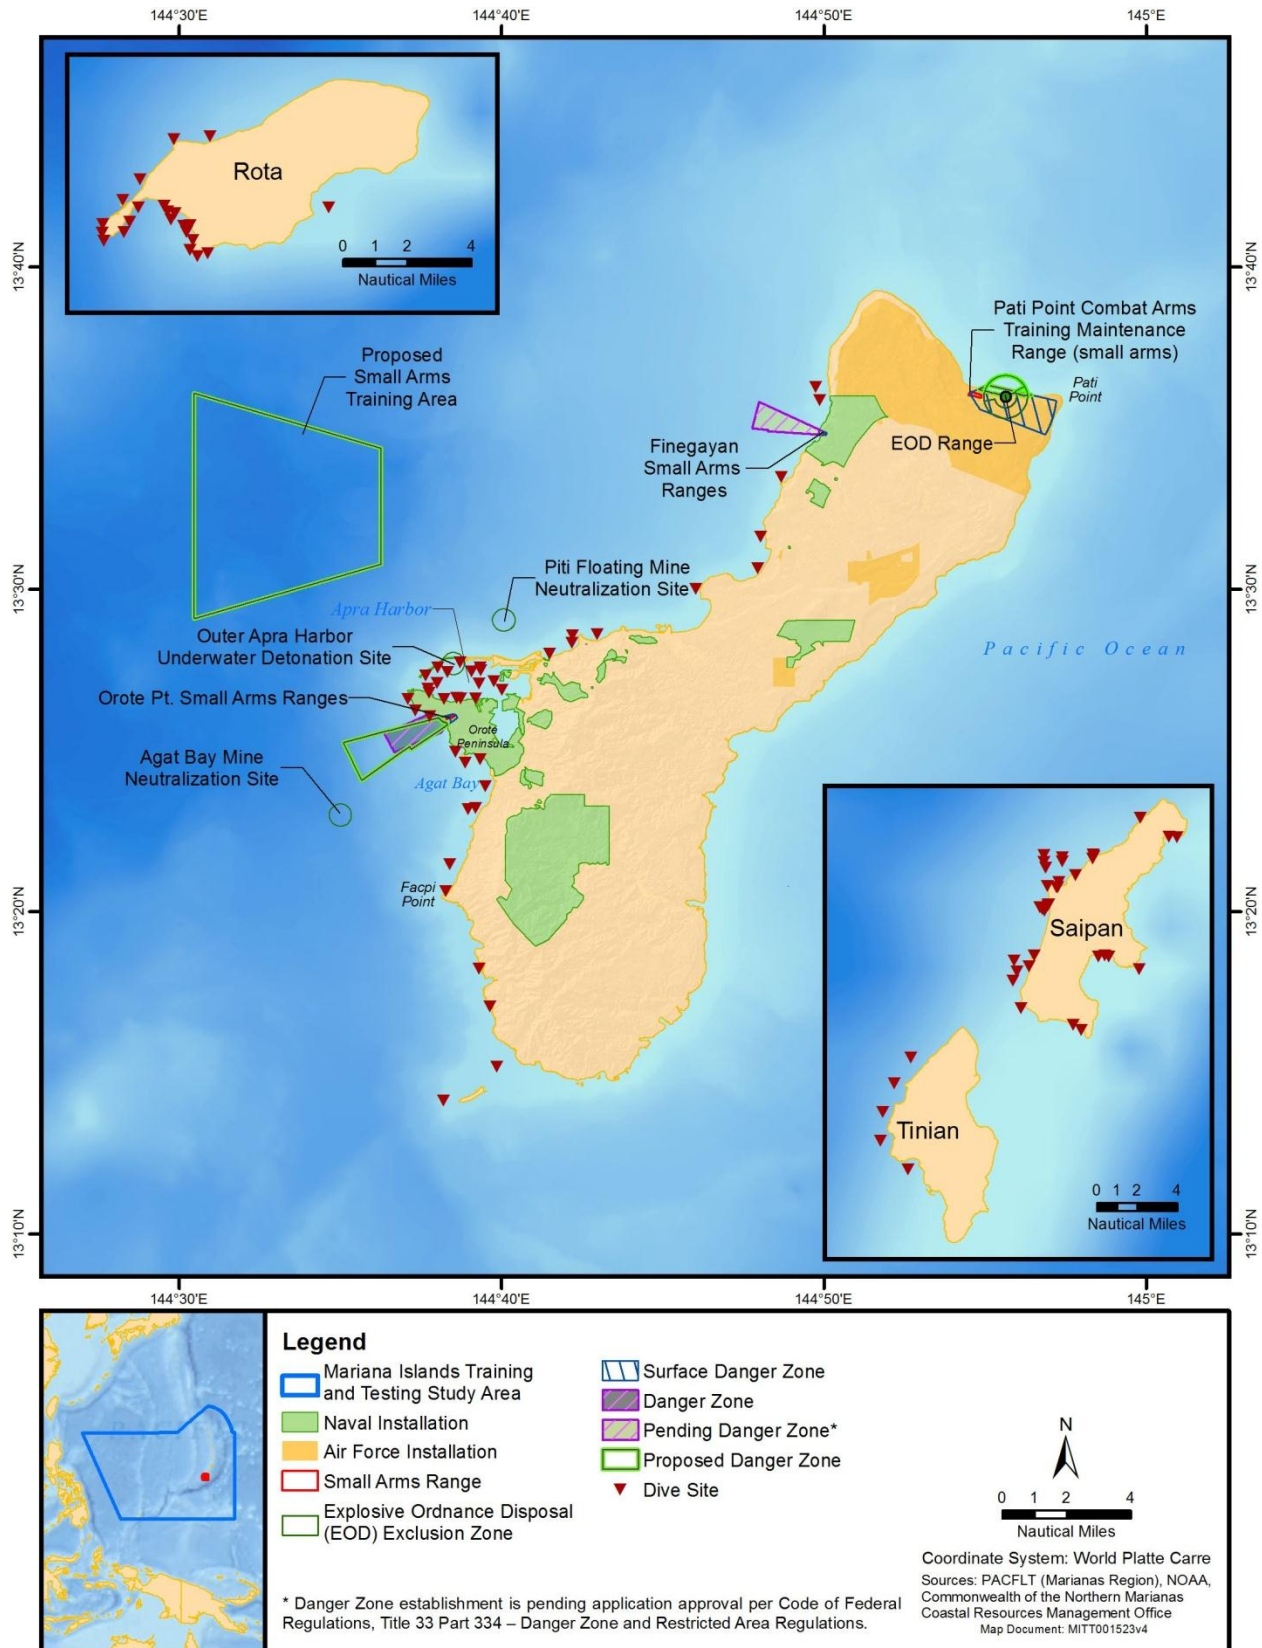 144°30'E
144°40'E
144°50'E
145°E
Rota
0 1 2 4
Nautical Miles
13°40'N
13°40'N
Proposed
Small Arms
Training Area
Pati Point Combat Arms
Training Maintenance
Range (small arms)
Pati
Point
EOD Range
Finegayan
Small Arms
Ranges
Piti Floating Mine
Neutralization Site
13°30'N
13°30'N
Apra Harbor
Outer Apra Harbor
Underwater Detonation Site
Pacific Ocean
Orote Pt. Small Arms Ranges
Orote
Peninsula
Agat Bay Mine
Neutralization Site
Agat Bay
Facpi
Point
13°20'N
13°20'N
Saipan
Tinian
0 1 2 4
Nautical Miles
13°10'N
13°10'N
144°30'E
144°40'E
144°50'E
145°E
Legend
Mariana Islands Training
and Testing Study Area
Naval Installation
Air Force Installation
Small Arms Range
Explosive Ordnance Disposal
(EOD) Exclusion Zone
Surface Danger Zone
Danger Zone
Pending Danger Zone*
Proposed Danger Zone
Dive Site
N
0 1 2 4
Nautical Miles
Coordinate System: World Platte Carre
Sources: PACFLT (Marianas Region), NOAA,
Commonwealth of the Northern Marianas
Coastal Resources Management Office
Map Document: MITT001523v4
* Danger Zone establishment is pending application approval per Code of Federal
Regulations, Title 33 Part 334 – Danger Zone and Restricted Area Regulations.